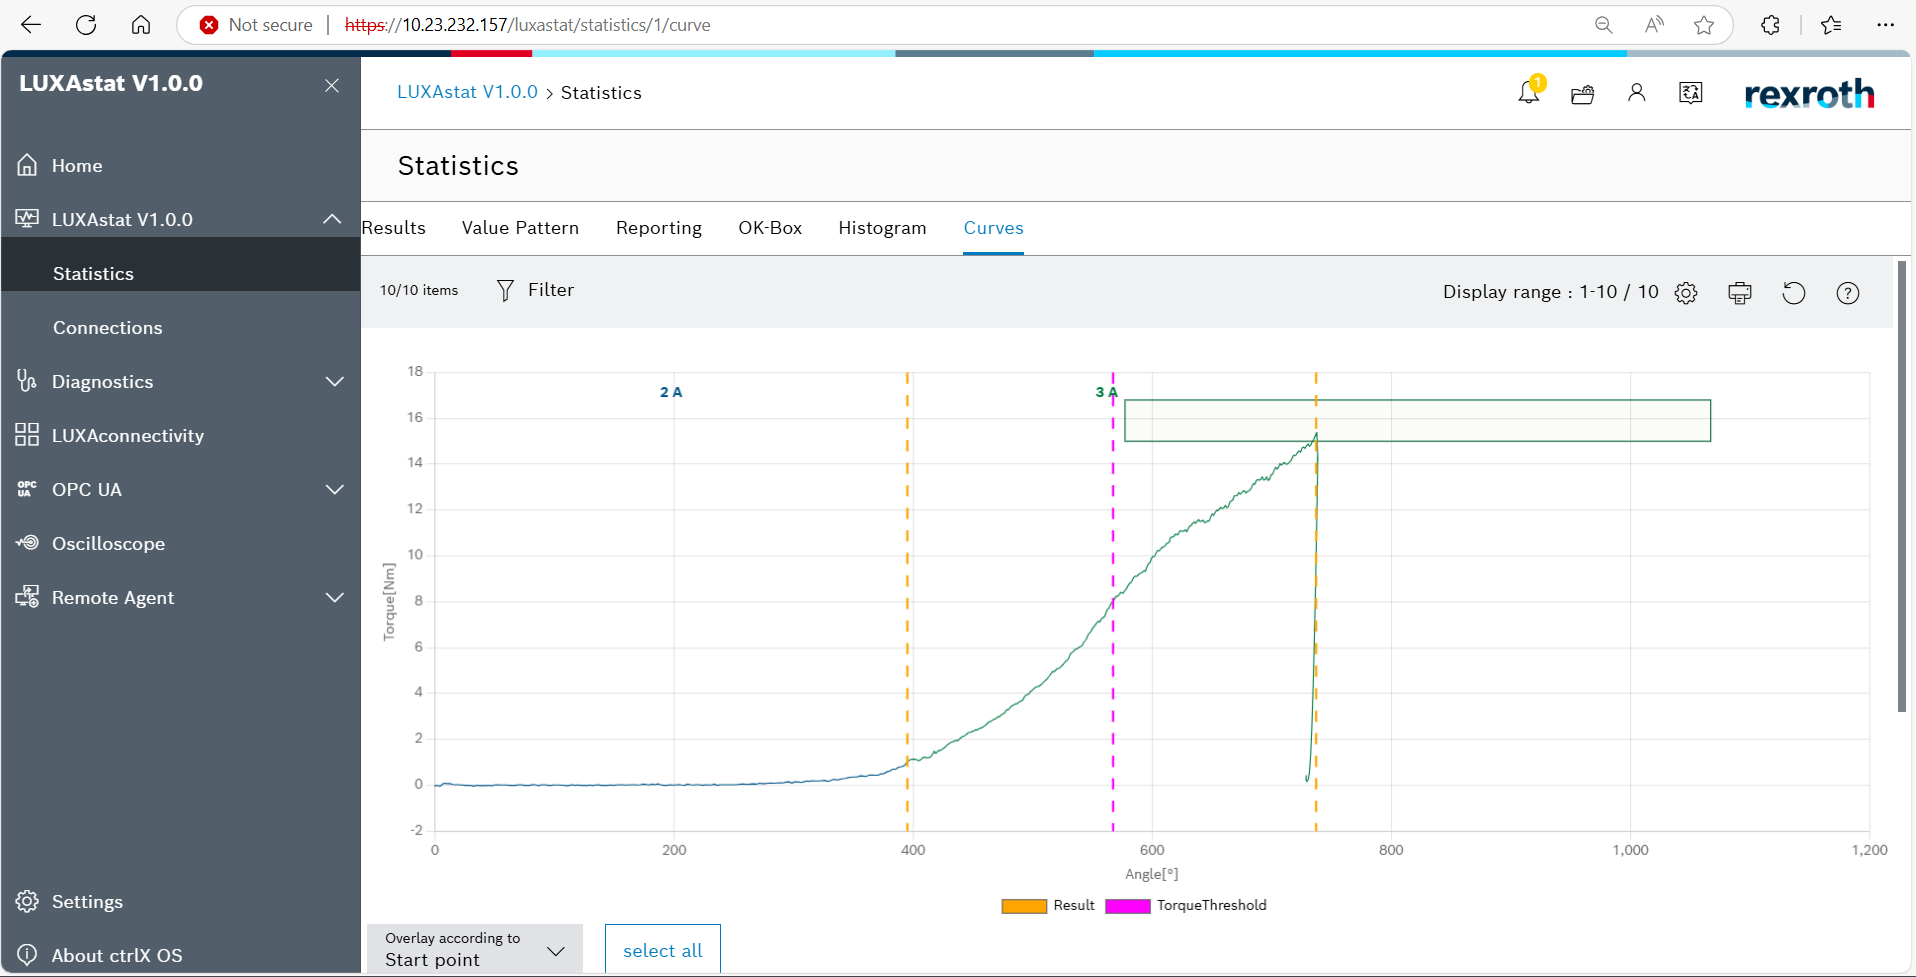 Not secure
https://10.23.232.157/luxastat/statistics/1/curve
LUXAstat V1.0.0
Home
LUXAstat V1.0.0
Statistics
Connections
Diagnostics
LUXAconnectivity
OPC UA
OPC UA
Oscilloscope
Remote Agent
Settings
About ctrlX OS
LUXAstat V1.0.0 > Statistics
1
rexroth
Statistics
Results
Value Pattern
Reporting
OK-Box
Histogram
Curves
10/10 items
Filter
Display range : 1-10 / 10
18
16
14
12
10
8
6
4
2
0
-2
Torque[Nm]
2 A
3 A
0
200
400
600
800
1,000
1,200
Angle[°]
Result
TorqueThreshold
Overlay according to
Start point
select all